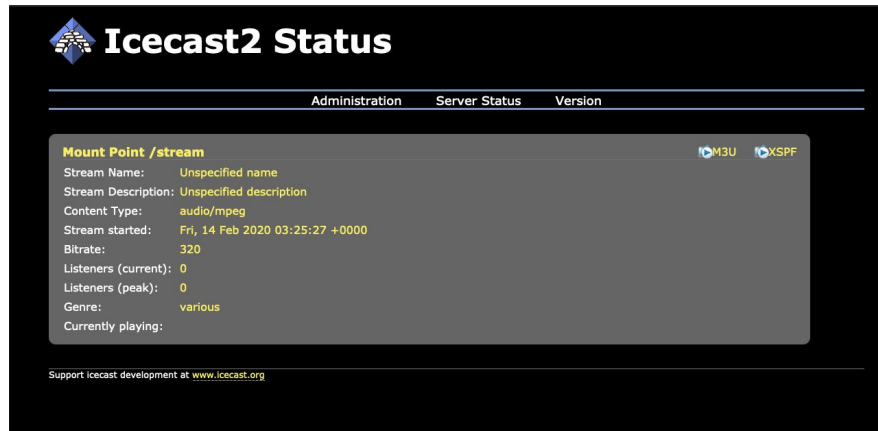 Icecast2 Status
Administration Server Status Version
Mount Point /stream M3U XSPF
Stream Name: Unspecified name
Stream Description: Unspecified description
Content Type: audio/mpeg
Stream started: Fri, 14 Feb 2020 03:25:27 +0000
Bitrate: 320
Listeners (current): 0
Listeners (peak): 0
Genre: various
Currently playing:
Support icecast development at www.icecast.org